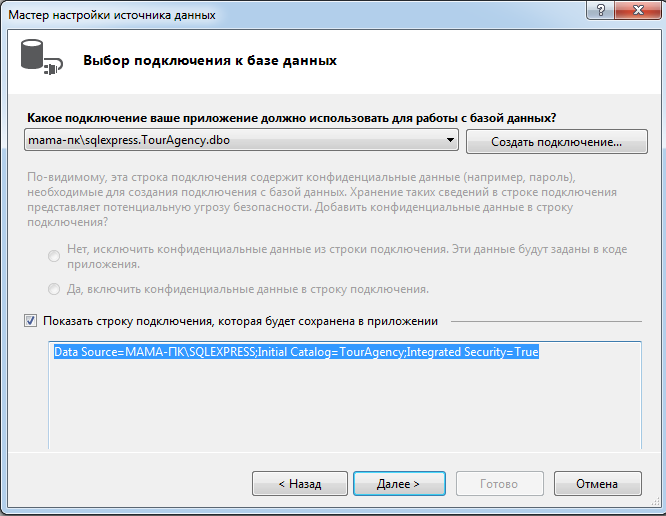 Мастер настройки источника данных
Выбор подключения к базе данных
Какое подключение ваше приложение должно использовать для работы с базой данных?
мама-пк\sqlexpress.TourAgency.dbo
Создать подключение...
По-видимому, эта строка подключения содержит конфиденциальные данные (например, пароль),
необходимые для создания подключения с базой данных. Хранение таких сведений в строке подключения
представляет потенциальную угрозу безопасности. Добавить конфиденциальные данные в строку
подключения?
Нет, исключить конфиденциальные данные из строки подключения. Эти данные будут заданы в коде
приложения.
Да, включить конфиденциальные данные в строку подключения.
Показать строку подключения, которая будет сохранена в приложении
Data Source=МАМА-ПК\SQLEXPRESS;Initial Catalog=TourAgency;Integrated Security=True
< Назад
Далее >
Готово
Отмена